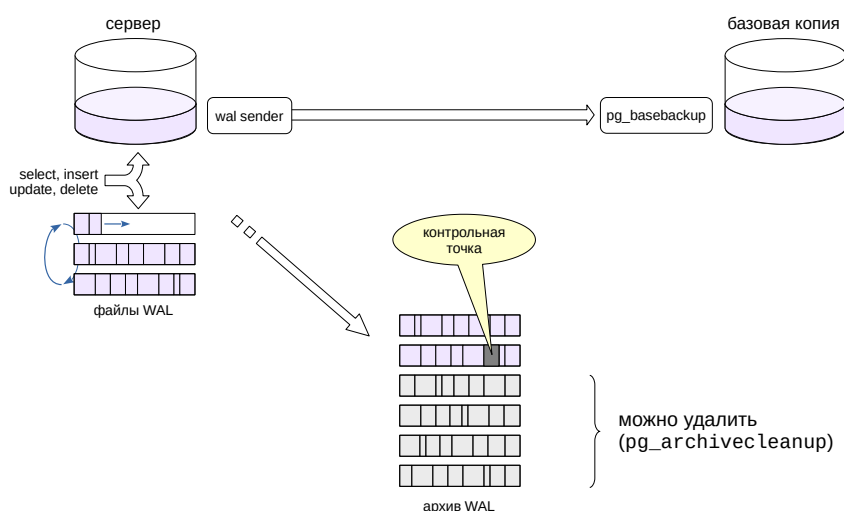 сервер
базовая копия
wal sender
pg_basebackup
select, insert
update, delete
контрольная
точка
файлы WAL
можно удалить
(pg_archivecleanup)
архив WAL